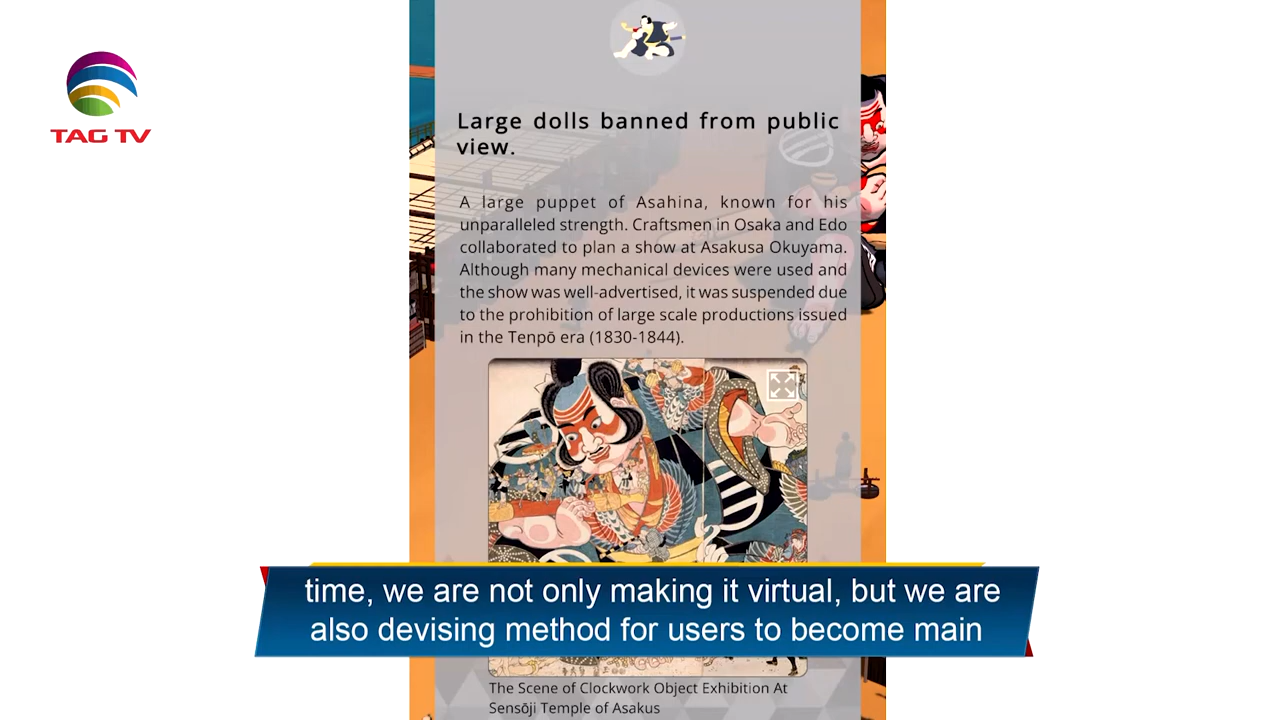 TAG TV
Large dolls banned from public
view.
A large puppet of Asahina, known for his
unparalleled strength. Craftsmen in Osaka and Edo
collaborated to plan a show at Asakusa Okuyama.
Although many mechanical devices were used and
the show was well-advertised, it was suspended due
to the prohibition of large scale productions issued
in the Tenpō era (1830-1844).
time, we are not only making it virtual, but we are
also devising method for users to become main
The Scene of Clockwork Object Exhibition At
Sensōji Temple of Asakus